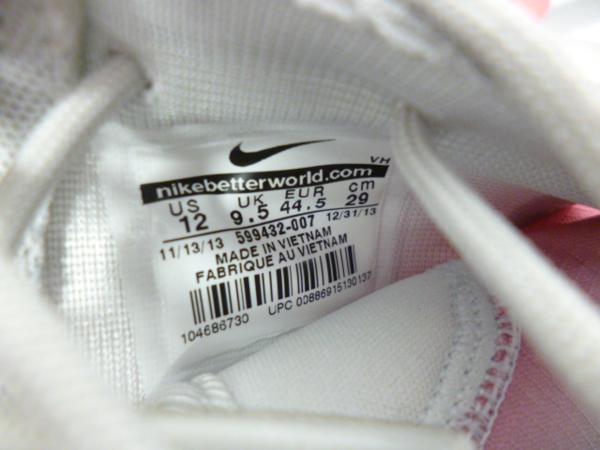 VH
nikebetterworld.com
US UK EUR cm
12 9.5 44.5 29
11/13/13 599432-007 12/31/13
MADE IN VIETNAM
FABRIQUE AU VIETNAM
104686730 UPC 00886915130137